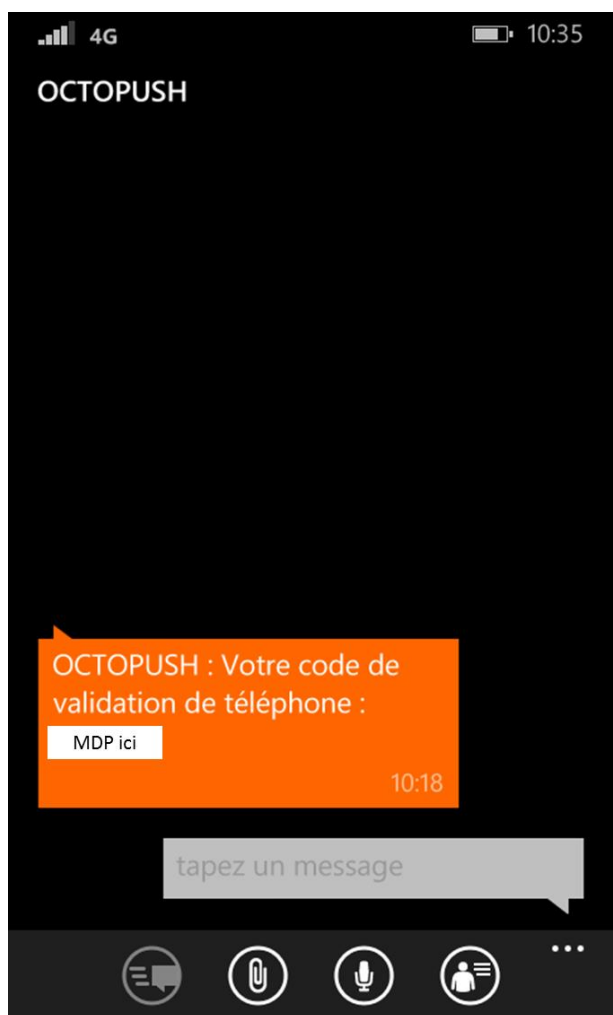 4G 10:35
OCTOPUSH
OCTOPUSH : Votre code de
validation de téléphone :
MDP ici
10:18
tapez un message